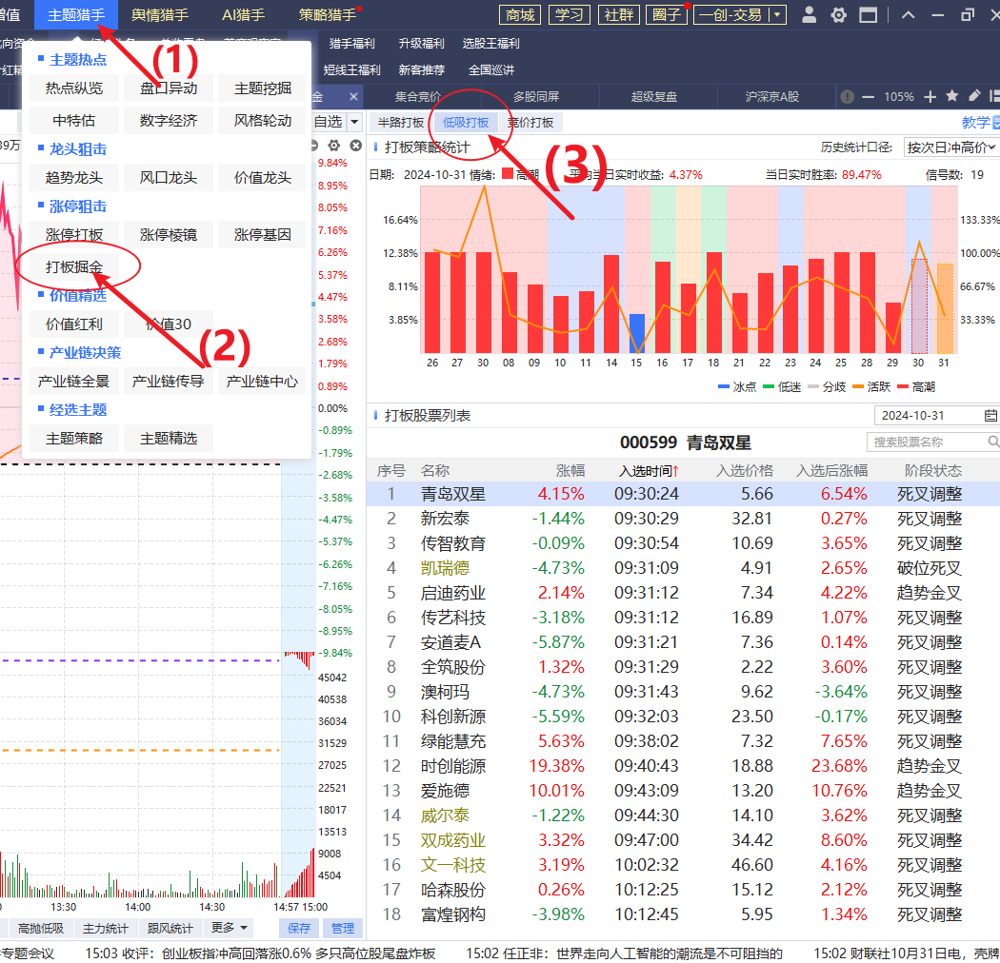 增值 主题猎手 舆情猎手 AI猎手 策略猎手 商城 学习 社群 圈子 一创-交易
猎手福利 升级福利 选股王福利
短线王福利 新客推荐 全国巡讲
金 集合竞价 多股同屏 超级复盘 沪深京A股 105%
主题热点
热点纵览 盘口异动 主题挖掘
中特估 数字经济 风格轮动
龙头狙击
趋势龙头 风口龙头 价值龙头
涨停狙击
涨停打板 涨停棱镜 涨停基因
打板掘金
价值精选
价值红利 价值30
产业链决策
产业链全景 产业链传导 产业链中心
经选主题
主题策略 主题精选
(1)
(2)
(3)
自选
9.84%
8.95%
8.05%
7.16%
6.26%
5.37%
4.47%
3.58%
2.68%
1.79%
0.89%
0.00%
-0.89%
-1.79%
-2.68%
-3.58%
-4.47%
-5.37%
-6.26%
-7.16%
-8.05%
-8.95%
-9.84%
45042
40538
36034
31529
27025
22521
18017
13513
9008
4504
13:30 14:00 14:30 14:57 15:00
高抛低吸 主力统计 跟风统计 更多 保存 管理
半路打板 低吸打板 竞价打板 教学
打板策略统计 历史统计口径: 按次日冲高价
日期: 2024-10-31 情绪: 高潮 平均当日实时收益: 4.37% 当日实时胜率: 89.47% 信号数: 19
16.64% 133.33%
12.38% 100.00%
8.11% 66.67%
3.85% 33.33%
26 27 30 08 09 10 11 14 15 16 17 18 21 22 23 24 25 28 29 30 31
冰点 低迷 分歧 活跃 高潮
打板股票列表 2024-10-31
000599 青岛双星 搜索股票名称
序号 名称 涨幅 入选时间↑ 入选价格 入选后涨幅 阶段状态
1 青岛双星 4.15% 09:30:24 5.66 6.54% 死叉调整
2 新宏泰 -1.44% 09:30:29 32.81 0.27% 死叉调整
3 传智教育 -0.09% 09:30:54 10.69 3.65% 死叉调整
4 凯瑞德 -4.73% 09:31:09 4.91 2.65% 破位死叉
5 启迪药业 2.14% 09:31:12 7.34 4.22% 趋势金叉
6 传艺科技 -3.18% 09:31:12 16.89 1.07% 死叉调整
7 安道麦A -5.87% 09:31:21 7.36 0.14% 死叉调整
8 全筑股份 1.32% 09:31:29 2.22 3.60% 死叉调整
9 澳柯玛 -4.73% 09:31:43 9.62 -3.64% 死叉调整
10 科创新源 -5.59% 09:32:03 23.50 -0.17% 死叉调整
11 绿能慧充 5.63% 09:38:02 7.32 7.65% 死叉调整
12 时创能源 19.38% 09:40:43 18.88 23.68% 趋势金叉
13 爱施德 10.01% 09:43:09 13.20 10.76% 趋势金叉
14 威尔泰 -1.22% 09:44:30 14.10 3.62% 死叉调整
15 双成药业 3.32% 09:47:00 34.42 8.60% 死叉调整
16 文一科技 3.19% 10:02:32 46.60 4.16% 死叉调整
17 哈森股份 0.26% 10:12:25 15.12 2.12% 死叉调整
18 富煌钢构 -3.98% 10:12:45 5.95 1.34% 死叉调整
专题会议 15:03 收评：创业板指冲高回落涨0.6% 多只高位股尾盘炸板 15:02 任正非：世界走向人工智能的潮流是不可阻挡的 15:02 财联社10月31日电，壳牌